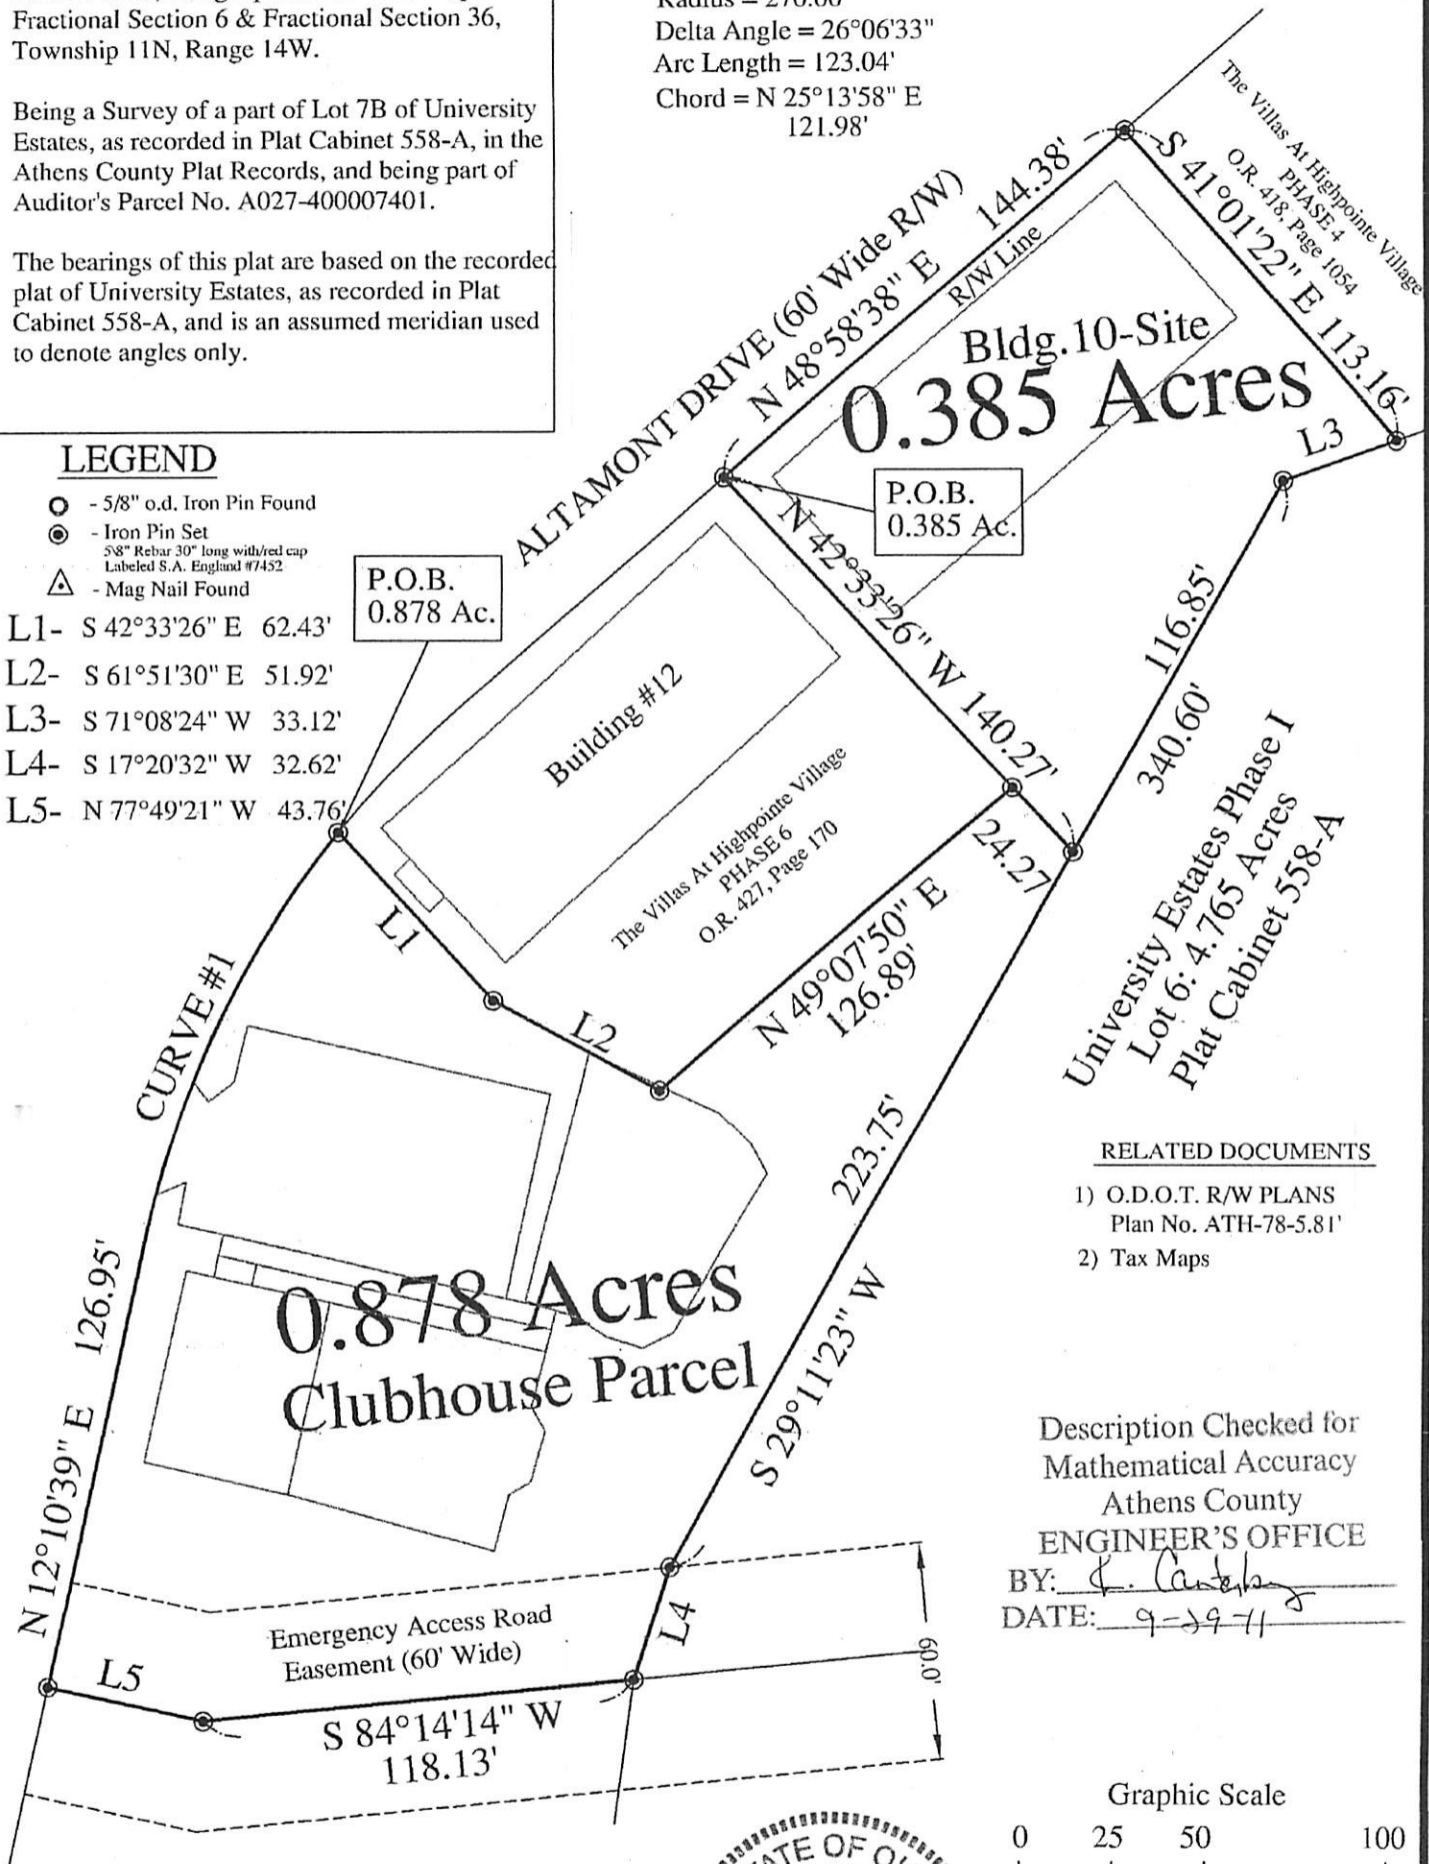 Fractional Section 6 & Fractional Section 36,
Township 11N, Range 14W.
Being a Survey of a part of Lot 7B of University
Estates, as recorded in Plat Cabinet 558-A, in the
Athens County Plat Records, and being part of
Auditor's Parcel No. A027-400007401.
The bearings of this plat are based on the recorded
plat of University Estates, as recorded in Plat
Cabinet 558-A, and is an assumed meridian used
to denote angles only.
Radius = 270.00'
Delta Angle = 26°06'33"
Arc Length = 123.04'
Chord = N 25°13'58" E
121.98'
LEGEND
- 5/8" o.d. Iron Pin Found
- Iron Pin Set
5/8" Rebar 30" long with/red cap
Labeled S.A. England #7452
- Mag Nail Found
L1- S 42°33'26" E 62.43'
L2- S 61°51'30" E 51.92'
L3- S 71°08'24" W 33.12'
L4- S 17°20'32" W 32.62'
L5- N 77°49'21" W 43.76'
P.O.B.
0.878 Ac.
ALTAMONT DRIVE (60' Wide R/W)
N 48°58'38" E 144.38'
R/W Line
The Villas At Highpointe Village
PHASE 4
O.R. 418, Page 1054
S 41°01'22" E 113.16'
Bldg.10-Site
0.385 Acres
L3
P.O.B.
0.385 Ac.
N 42°33'26" W 140.27'
24.27
116.85'
340.60'
Building #12
The Villas At Highpointe Village
PHASE 6
O.R. 427, Page 170
L1
L2
N 49°07'50" E
126.89'
University Estates Phase I
Lot 6: 4.765 Acres
Plat Cabinet 558-A
CURVE #1
223.75'
S 29°11'23" W
RELATED DOCUMENTS
1) O.D.O.T. R/W PLANS
Plan No. ATH-78-5.81'
2) Tax Maps
0.878 Acres
Clubhouse Parcel
N 12°10'39" E 126.95'
Description Checked for
Mathematical Accuracy
Athens County
ENGINEER'S OFFICE
BY:
DATE: 9-29-11
Emergency Access Road
Easement (60' Wide)
L4
60.0'
L5
S 84°14'14" W
118.13'
Graphic Scale
0 25 50 100
STATE OF